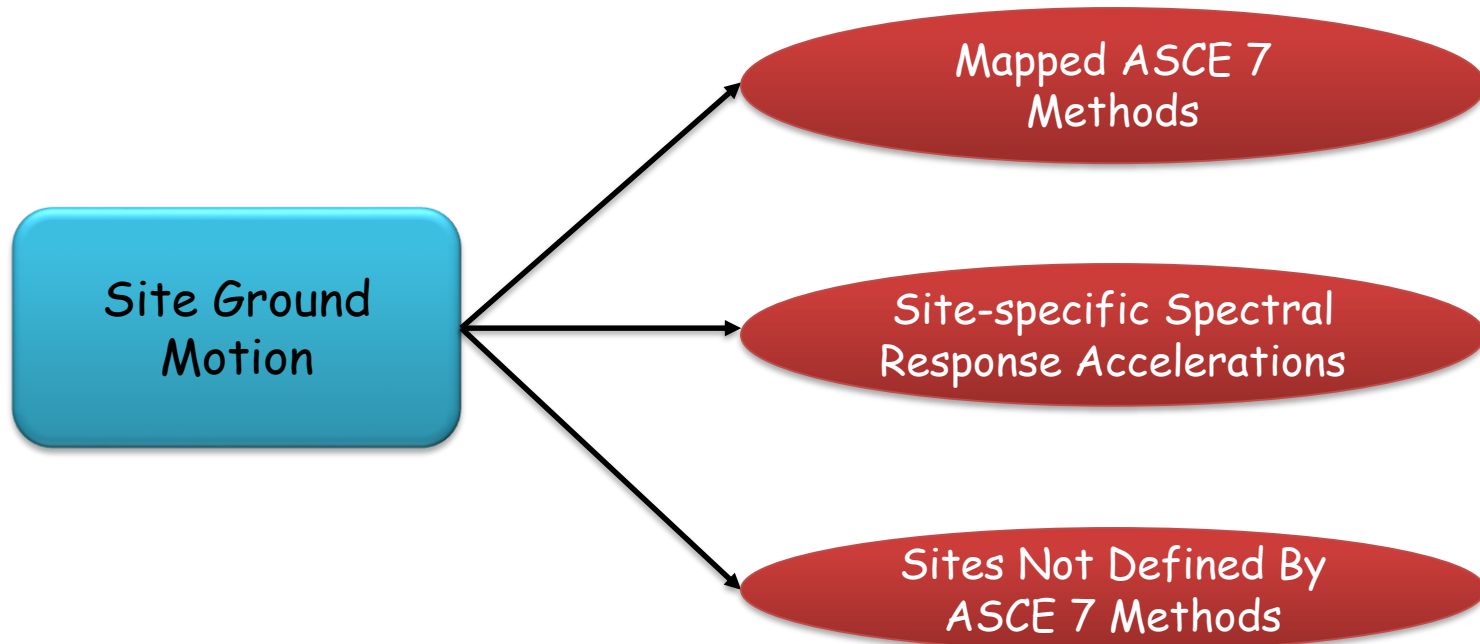 Mapped ASCE 7
Methods
Site Ground
Motion
Site-specific Spectral
Response Accelerations
Sites Not Defined By
ASCE 7 Methods